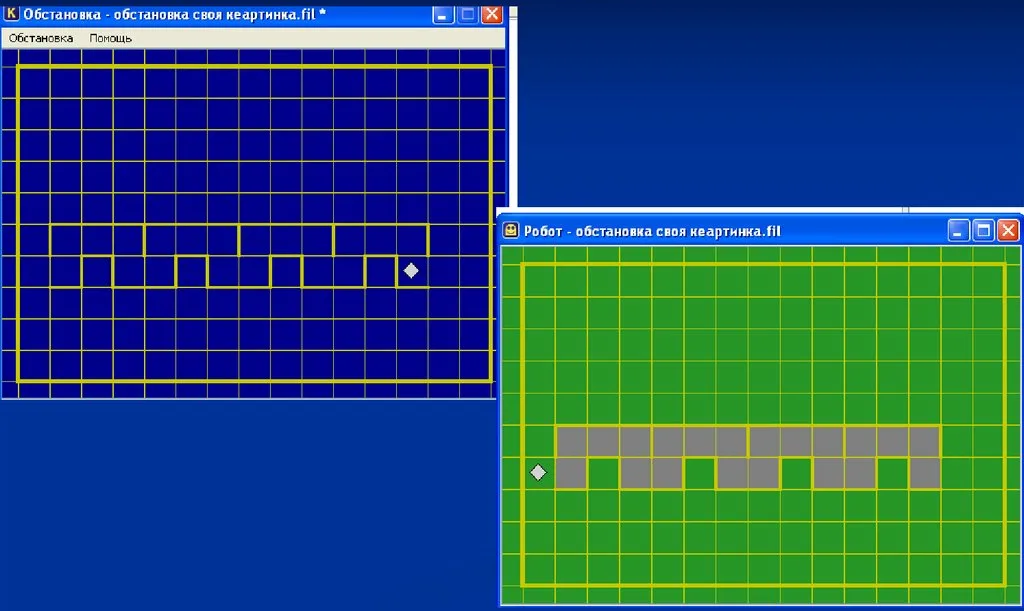 К Обстановка - обстановка своя кеартинка.fil *
Обстановка Помощь
Робот - обстановка своя кеартинка.fil